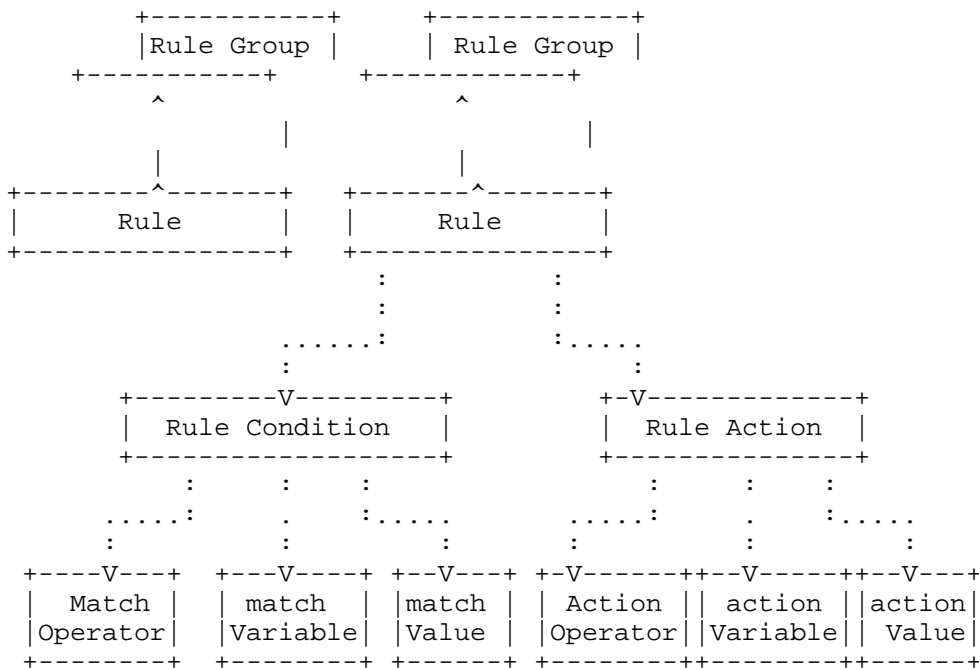 Rule Group Rule Group
Rule Rule
Rule Condition Rule Action
Match match match Action action action
Operator Variable Value Operator Variable Value